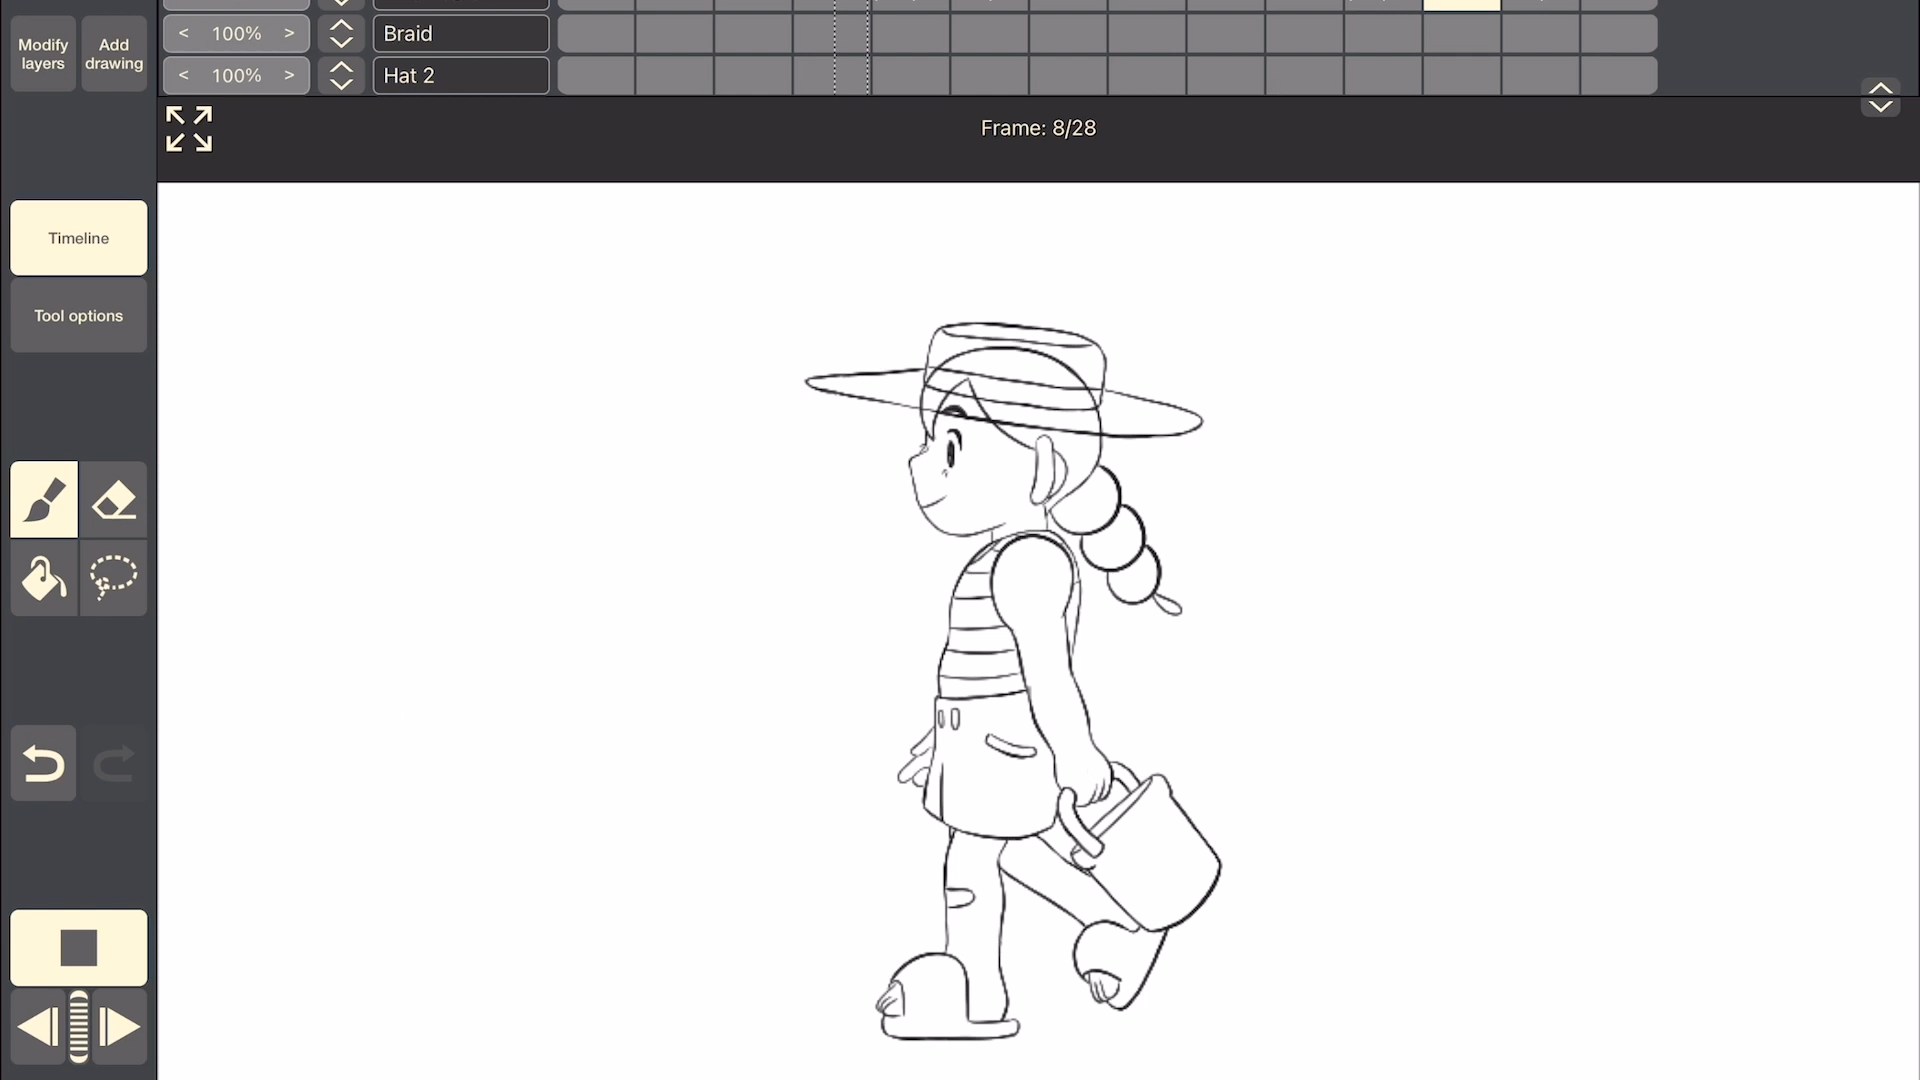 Modify
layers
Add
drawing
< 100% >
Braid
< 100% >
Hat 2
Frame: 8/28
Timeline
Tool options